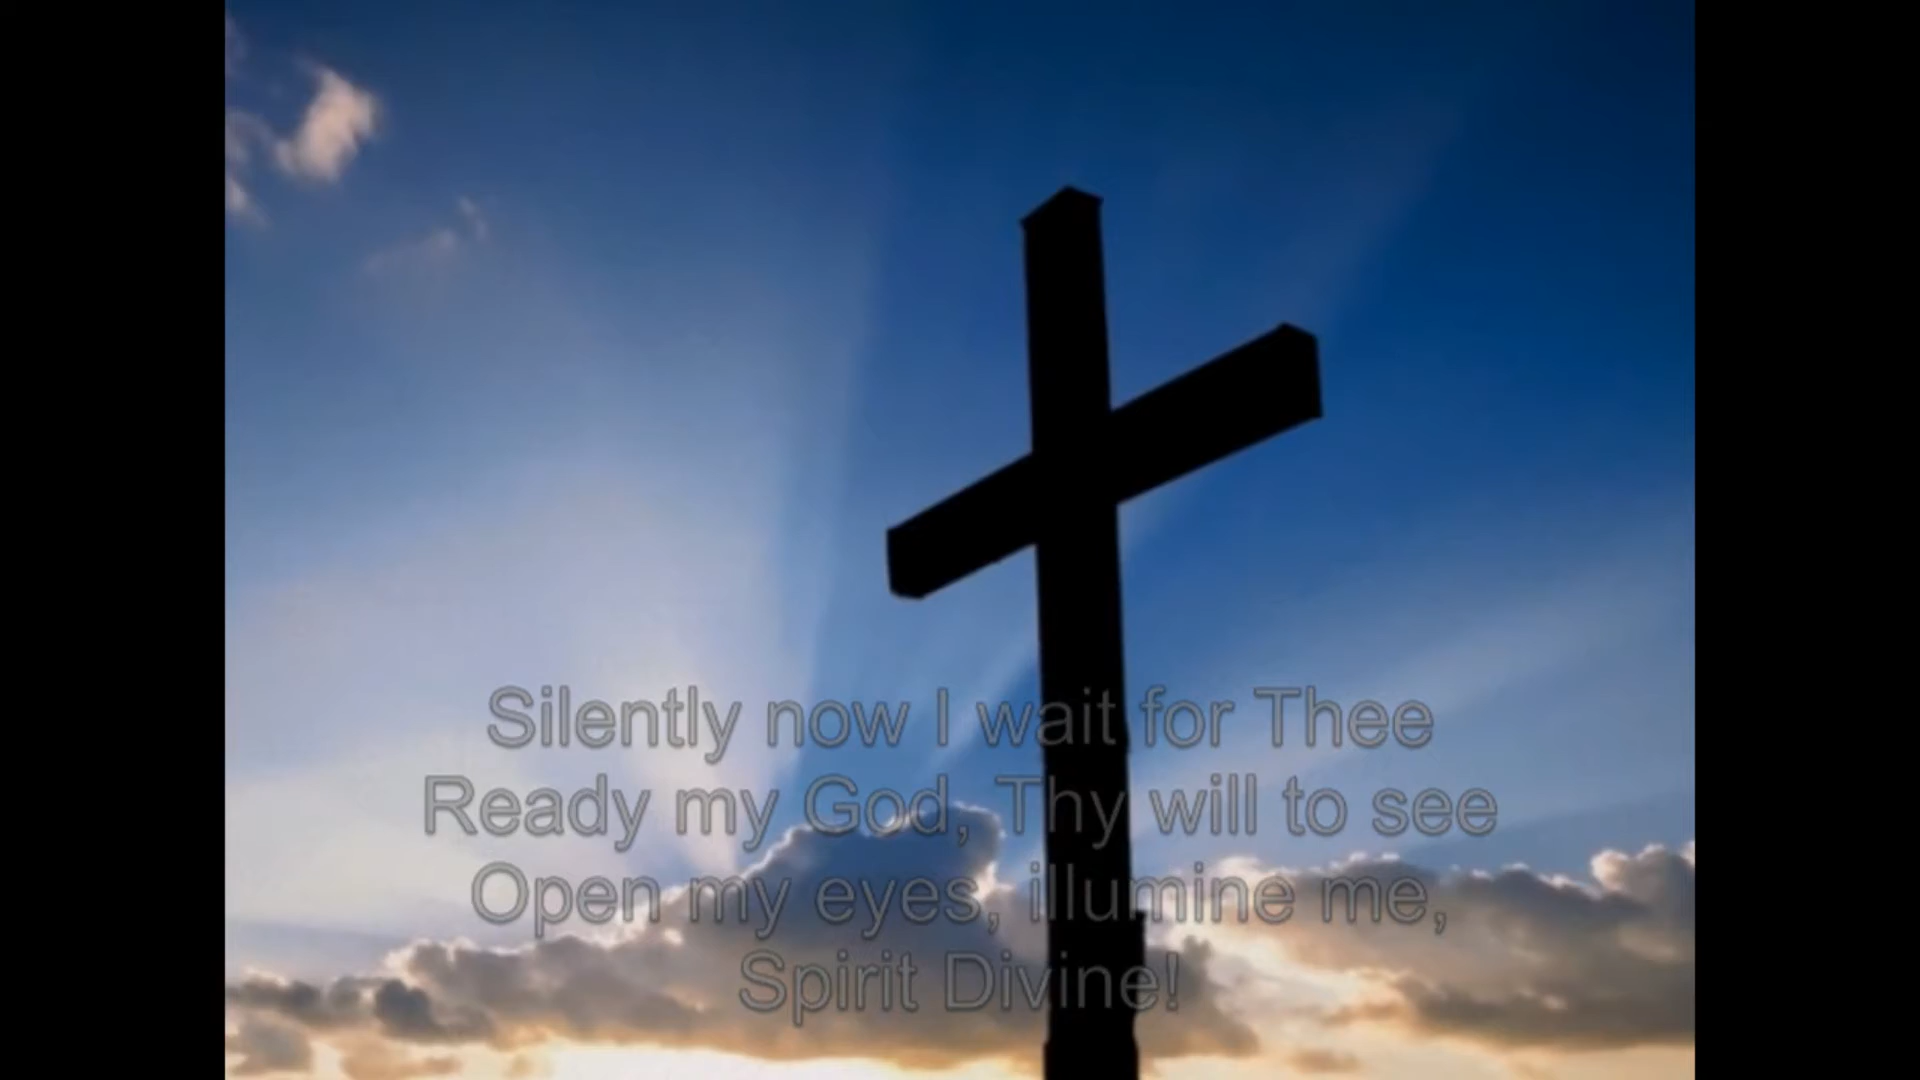 Silently now I wait for Thee
Ready my God, Thy will to see
Open my eyes, illumine me,
Spirit Divine!